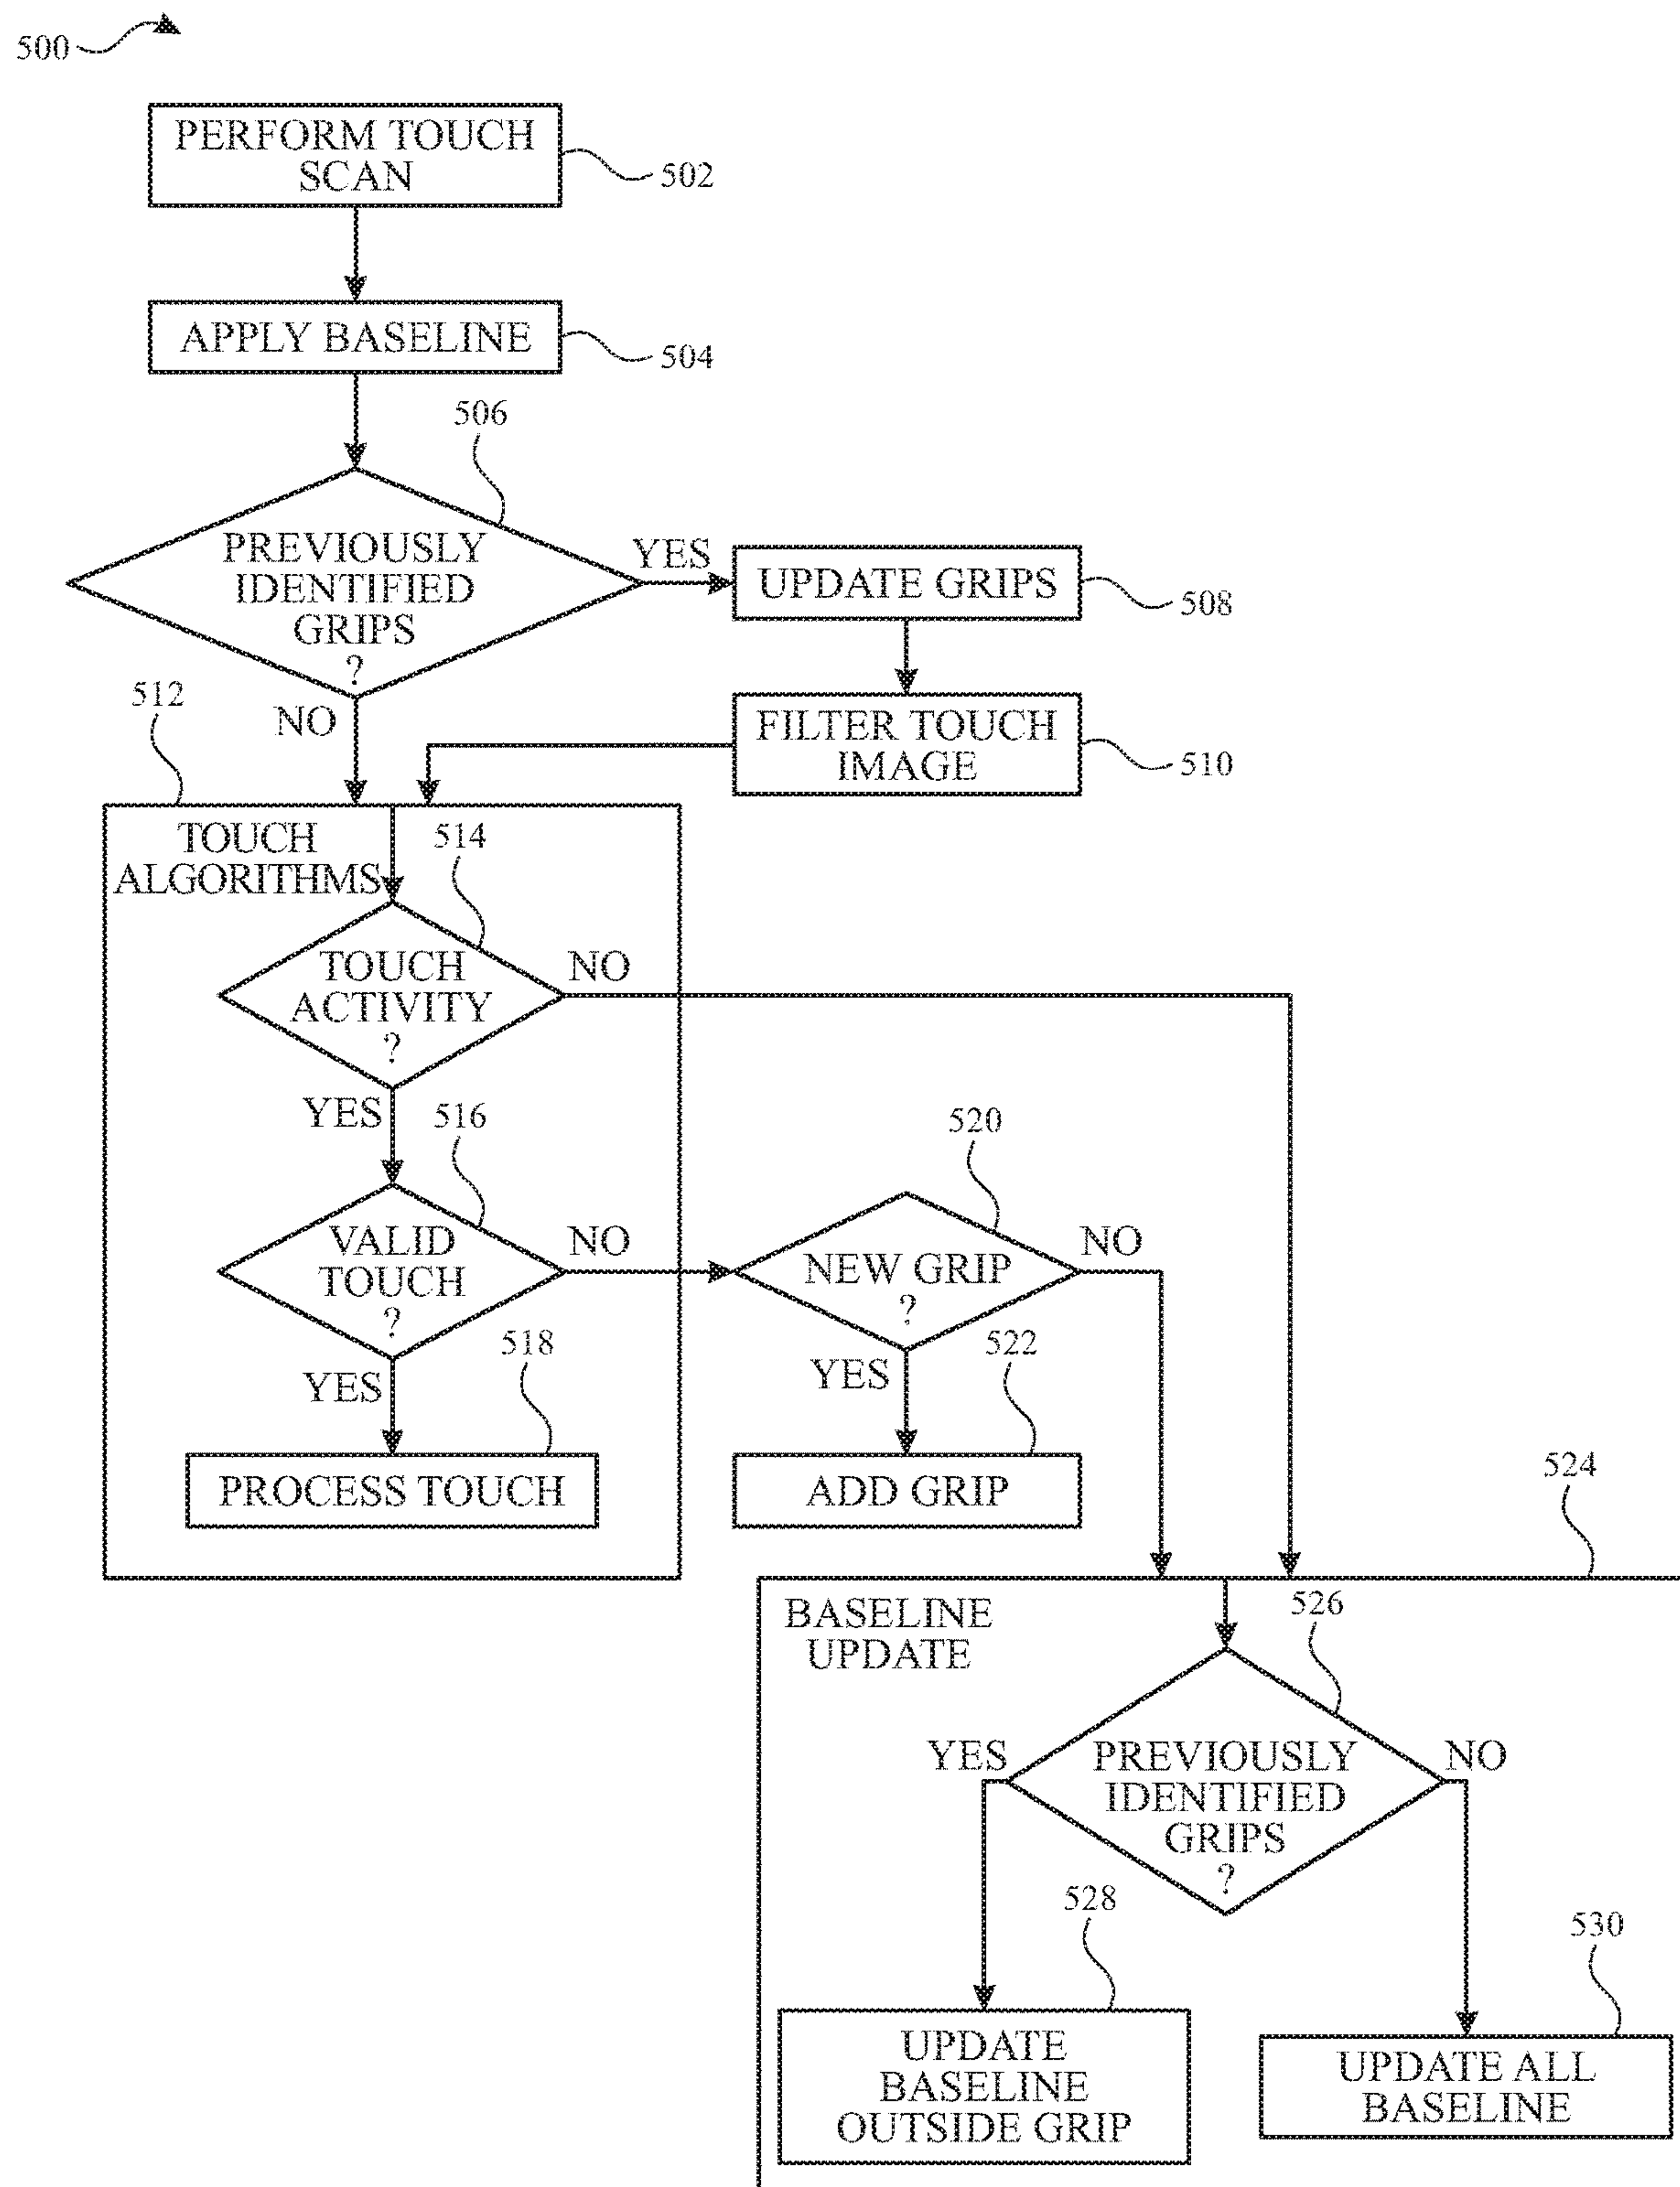 500
PERFORM TOUCH
SCAN
502
APPLY BASELINE
504
506
PREVIOUSLY
IDENTIFIED
GRIPS
?
YES
UPDATE GRIPS
508
NO
FILTER TOUCH
IMAGE
510
512
TOUCH
ALGORITHMS
514
TOUCH
ACTIVITY
?
NO
YES
516
VALID
TOUCH
?
NO
520
NEW GRIP
?
NO
YES
518
PROCESS TOUCH
YES
522
ADD GRIP
524
BASELINE
UPDATE
526
PREVIOUSLY
IDENTIFIED
GRIPS
?
YES
NO
528
UPDATE
BASELINE
OUTSIDE GRIP
530
UPDATE ALL
BASELINE